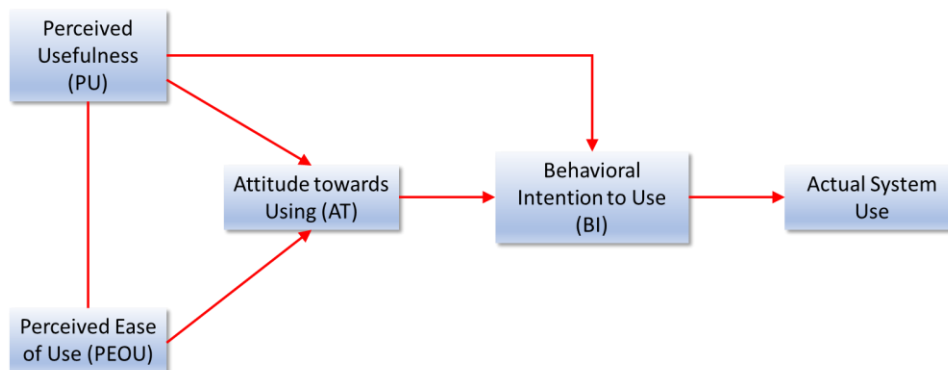 Perceived
Usefulness
(PU)
Attitude towards
Using (AT)
Behavioral
Intention to Use
(BI)
Actual System
Use
Perceived Ease
of Use (PEOU)